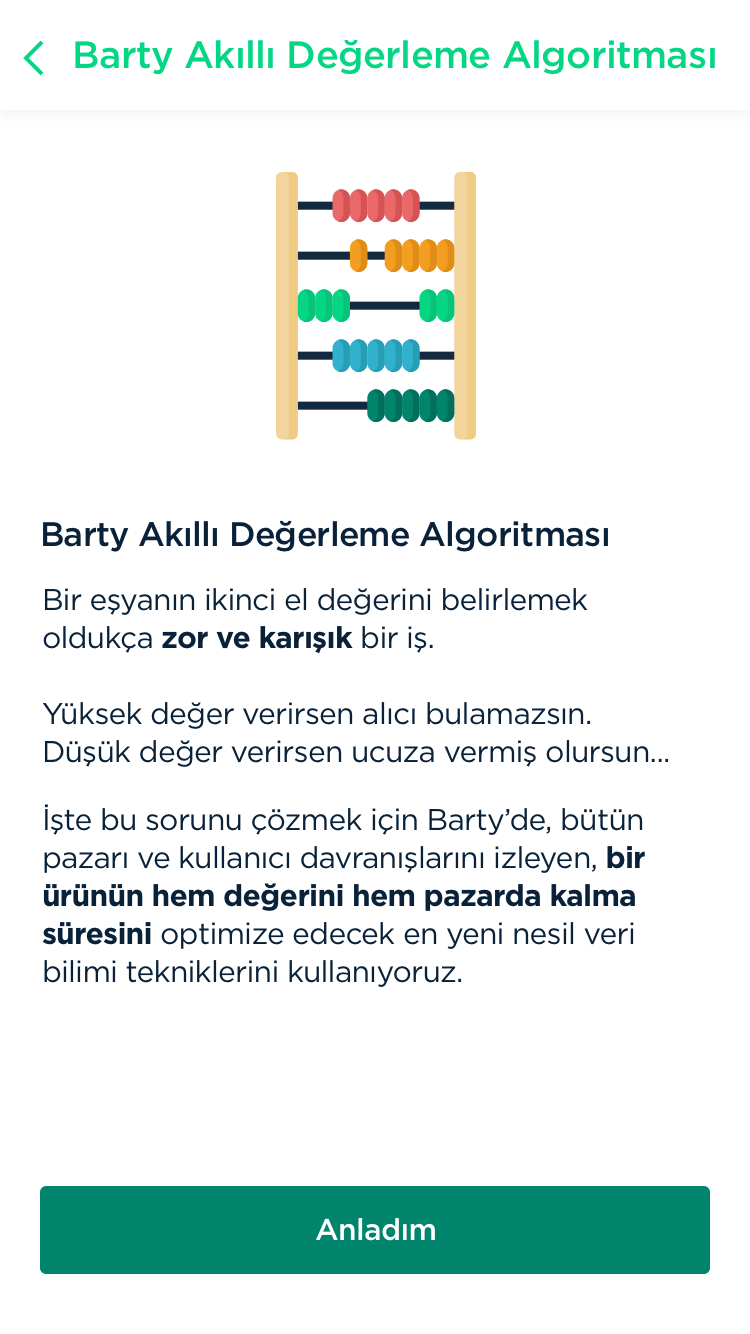 Barty Akıllı Değerleme Algoritması
Barty Akıllı Değerleme Algoritması
Bir eşyanın ikinci el değerini belirlemek
oldukça zor ve karışık bir iş.
Yüksek değer verirsen alıcı bulamazsın.
Düşük değer verirsen ucuza vermiş olursun...
İşte bu sorunu çözmek için Barty’de, bütün
pazarı ve kullanıcı davranışlarını izleyen, bir
ürünün hem değerini hem pazarda kalma
süresini optimize edecek en yeni nesil veri
bilimi tekniklerini kullanıyoruz.
Anladım